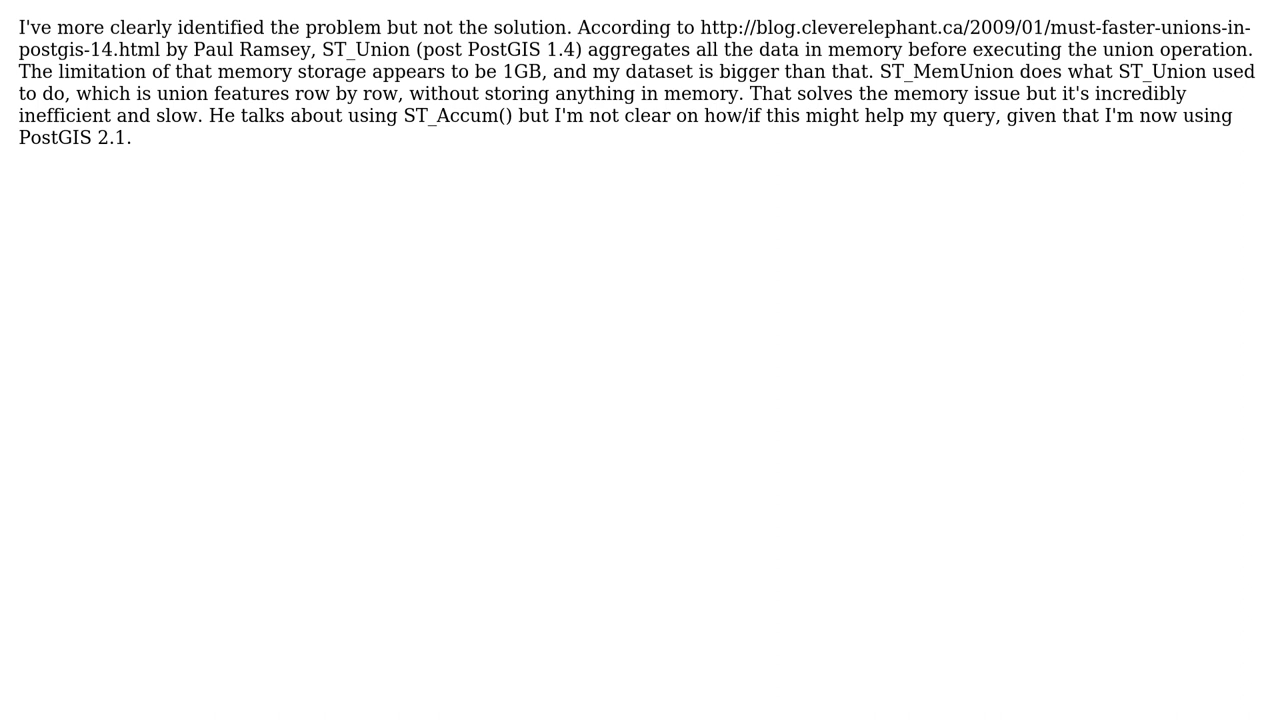 I've more clearly identified the problem but not the solution. According to http://blog.cleverelephant.ca/2009/01/must-faster-unions-in-
postgis-14.html by Paul Ramsey, ST_Union (post PostGIS 1.4) aggregates all the data in memory before executing the union operation.
The limitation of that memory storage appears to be 1GB, and my dataset is bigger than that. ST_MemUnion does what ST_Union used
to do, which is union features row by row, without storing anything in memory. That solves the memory issue but it's incredibly
inefficient and slow. He talks about using ST_Accum() but I'm not clear on how/if this might help my query, given that I'm now using
PostGIS 2.1.